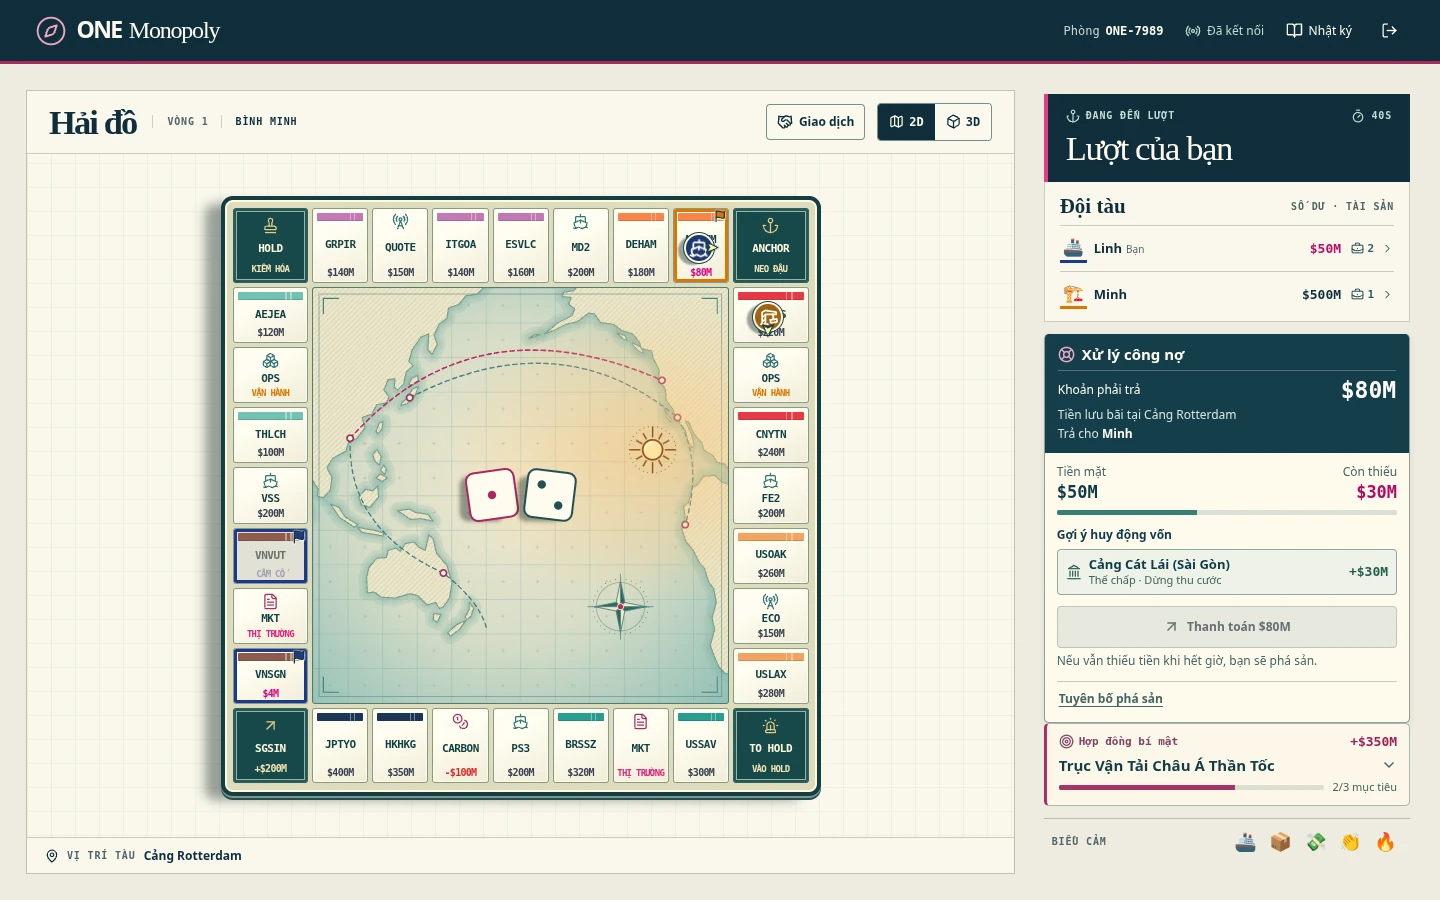 ONE Monopoly
Phòng ONE-7989
Đã kết nối
Nhật ký
Hải đồ
VÒNG 1
BÌNH MINH
Giao dịch
2D
3D
HOLD
KIỂM HÓA
GRPIR
$140M
QUOTE
$150M
ITGOA
$140M
ESVLC
$160M
MD2
$200M
DEHAM
$180M
$80M
ANCHOR
NEO ĐẬU
AEJEA
$120M
OPS
VẬN HÀNH
OPS
VẬN HÀNH
THLCH
$100M
CNYTN
$240M
VSS
$200M
FE2
$200M
VNVUT
CẦM CỐ
USOAK
$260M
MKT
THỊ TRƯỜNG
ECO
$150M
VNSGN
$4M
USLAX
$280M
SGSIN
+$200M
JPTYO
$400M
HKHKG
$350M
CARBON
-$100M
PS3
$200M
BRSSZ
$320M
MKT
THỊ TRƯỜNG
USSAV
$300M
TO HOLD
VÀO HOLD
VỊ TRÍ TÀU Cảng Rotterdam
ĐANG ĐẾN LƯỢT
40S
Lượt của bạn
Đội tàu
SỐ DƯ · TÀI SẢN
Linh Bạn
$50M
2
Minh
$500M
1
Xử lý công nợ
Khoản phải trả
$80M
Tiền lưu bãi tại Cảng Rotterdam
Trả cho Minh
Tiền mặt
Còn thiếu
$50M
$30M
Gợi ý huy động vốn
Cảng Cát Lái (Sài Gòn)
Thế chấp · Dừng thu cước
+$30M
Thanh toán $80M
Nếu vẫn thiếu tiền khi hết giờ, bạn sẽ phá sản.
Tuyên bố phá sản
Hợp đồng bí mật
+$350M
Trục Vận Tải Châu Á Thần Tốc
2/3 mục tiêu
BIỂU CẢM